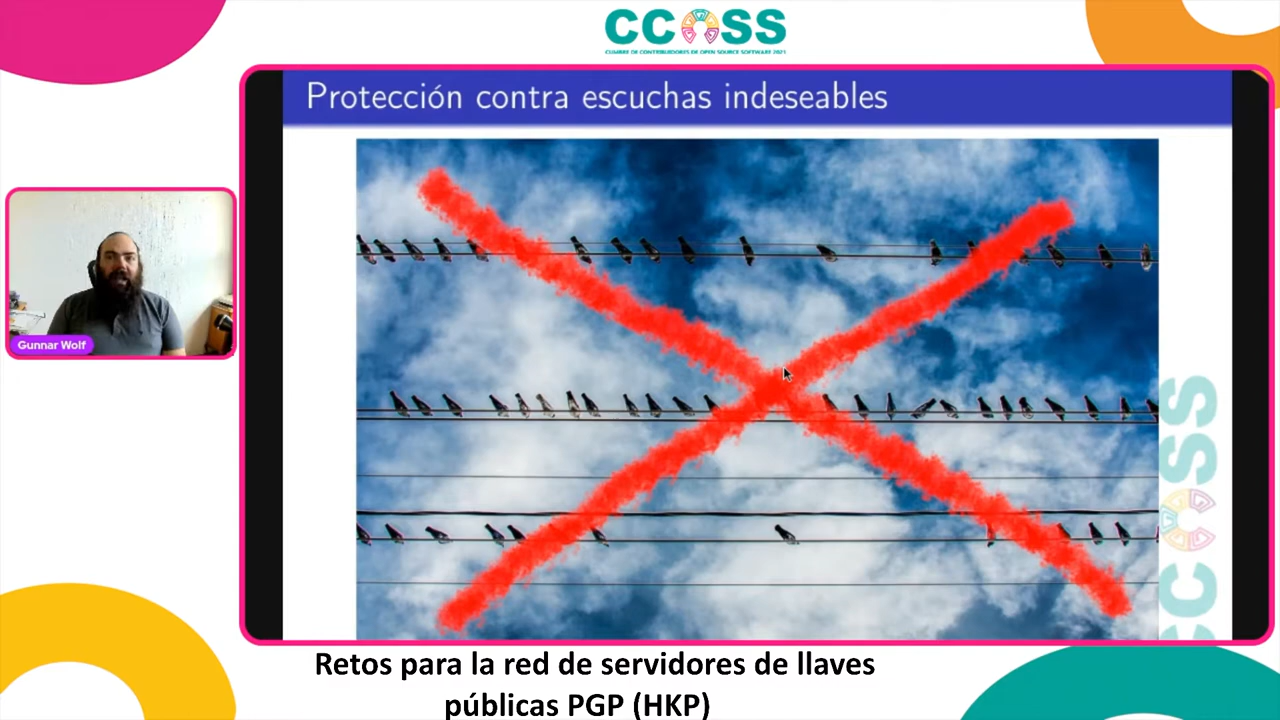 CCOSS
CUMBRE DE CONTRIBUIDORES DE OPEN SOURCE SOFTWARE 2021
Protección contra escuchas indeseables
Gunnar Wolf
CCOSS
Retos para la red de servidores de llaves
públicas PGP (HKP)